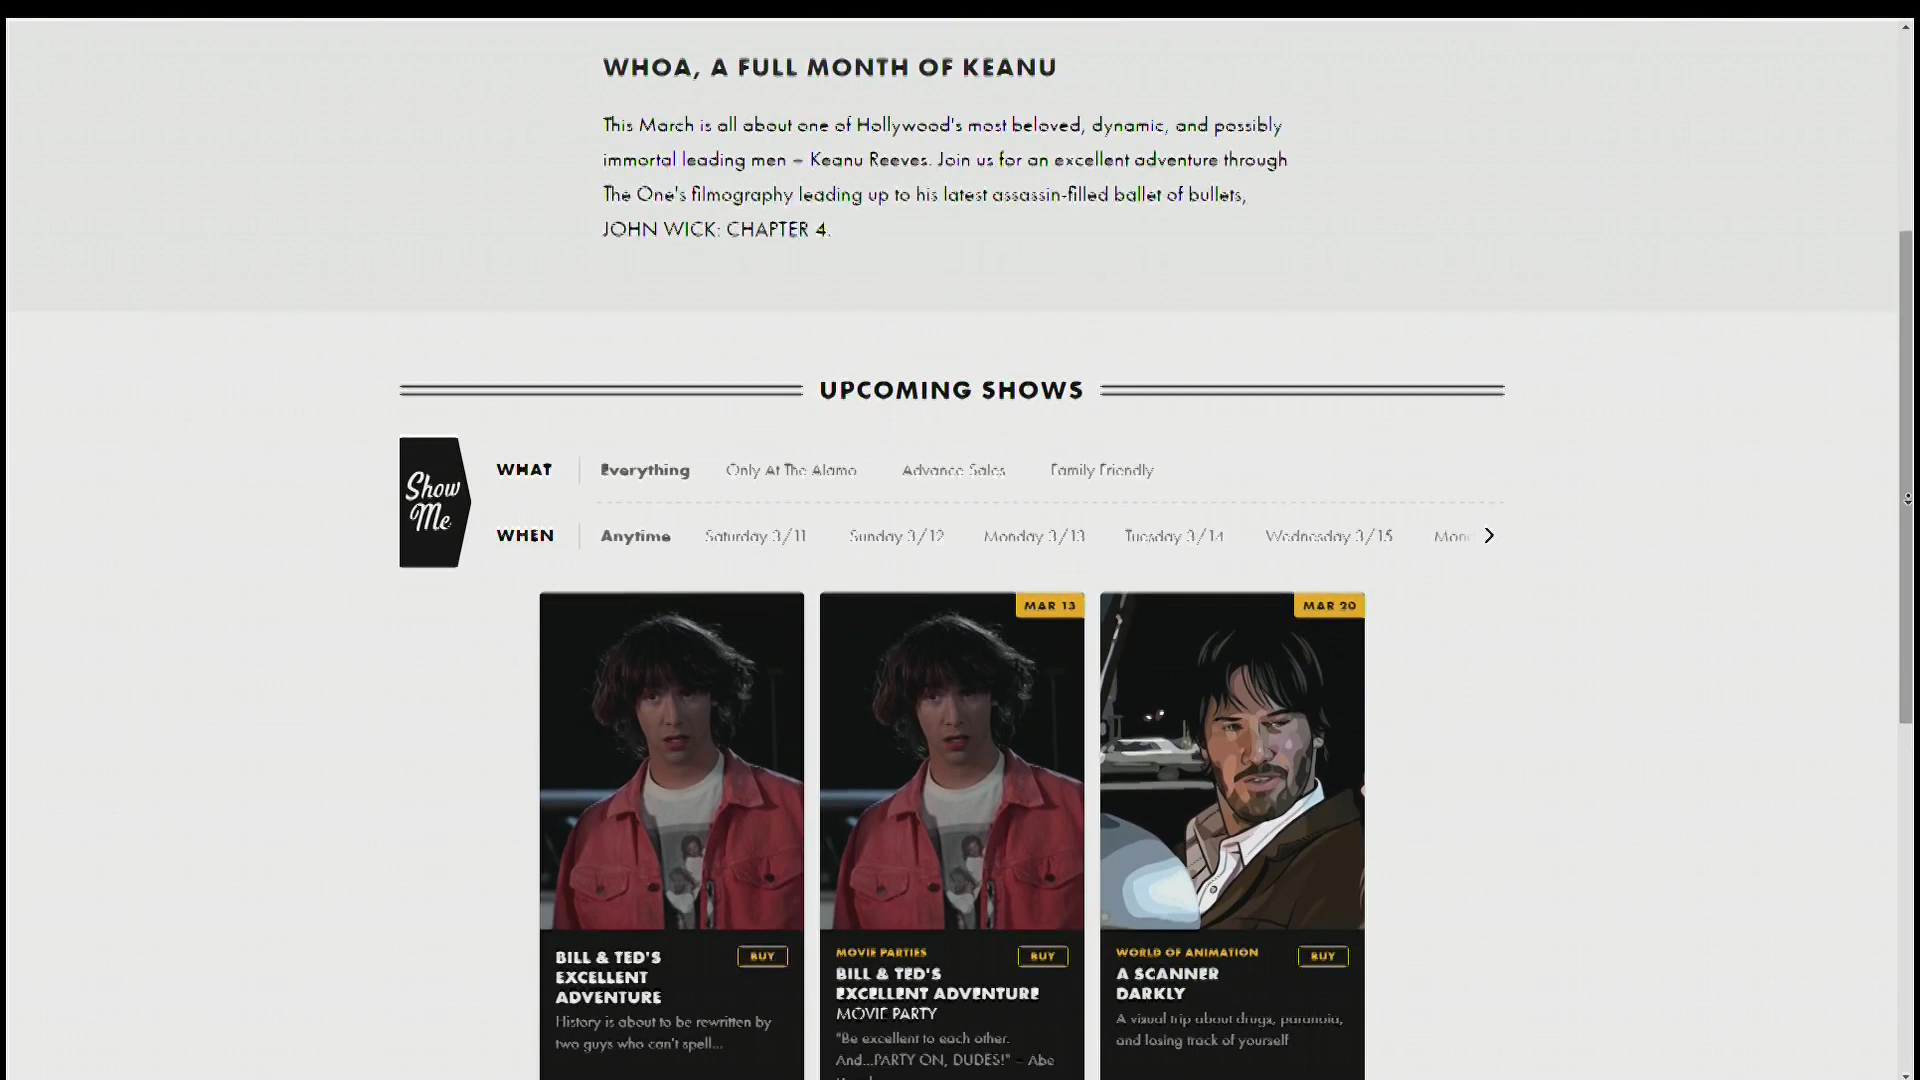 WHOA, A FULL MONTH OF KEANU
This March is all about one of Hollywood's most beloved, dynamic, and possibly
immortal leading men – Keanu Reeves. Join us for an excellent adventure through
The One's filmography leading up to his latest assassin-filled ballet of bullets,
JOHN WICK: CHAPTER 4.
UPCOMING SHOWS
Show
Me
WHAT Everything Only At The Alamo Advance Sales Family Friendly
WHEN Anytime Saturday 3/11 Sunday 3/12 Monday 3/13 Tuesday 3/14 Wednesday 3/15 Mon
MAR 13
MAR 20
BILL & TED'S
EXCELLENT
ADVENTURE
BUY
History is about to be rewritten by
two guys who can't spell...
MOVIE PARTIES
BUY
BILL & TED'S
EXCELLENT ADVENTURE
MOVIE PARTY
"Be excellent to each other.
And...PARTY ON, DUDES!" – Abe
WORLD OF ANIMATION
BUY
A SCANNER
DARKLY
A visual trip about drugs, paranoia,
and losing track of yourself